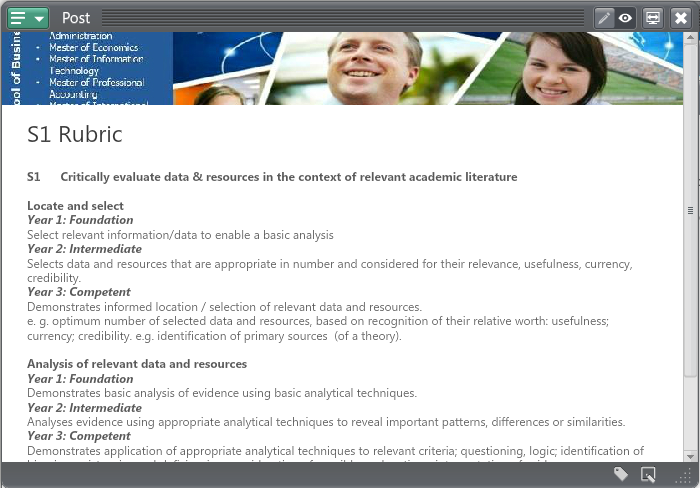 Post
ool of Busine
Administration
• Master of Economics
• Master of Information
Technology
• Master of Professional
Accounting
• Master of International
S1 Rubric
S1 Critically evaluate data & resources in the context of relevant academic literature
Locate and select
Year 1: Foundation
Select relevant information/data to enable a basic analysis
Year 2: Intermediate
Selects data and resources that are appropriate in number and considered for their relevance, usefulness, currency,
credibility.
Year 3: Competent
Demonstrates informed location / selection of relevant data and resources.
e. g. optimum number of selected data and resources, based on recognition of their relative worth: usefulness;
currency; credibility. e.g. identification of primary sources (of a theory).
Analysis of relevant data and resources
Year 1: Foundation
Demonstrates basic analysis of evidence using basic analytical techniques.
Year 2: Intermediate
Analyses evidence using appropriate analytical techniques to reveal important patterns, differences or similarities.
Year 3: Competent
Demonstrates application of appropriate analytical techniques to relevant criteria; questioning, logic; identification of